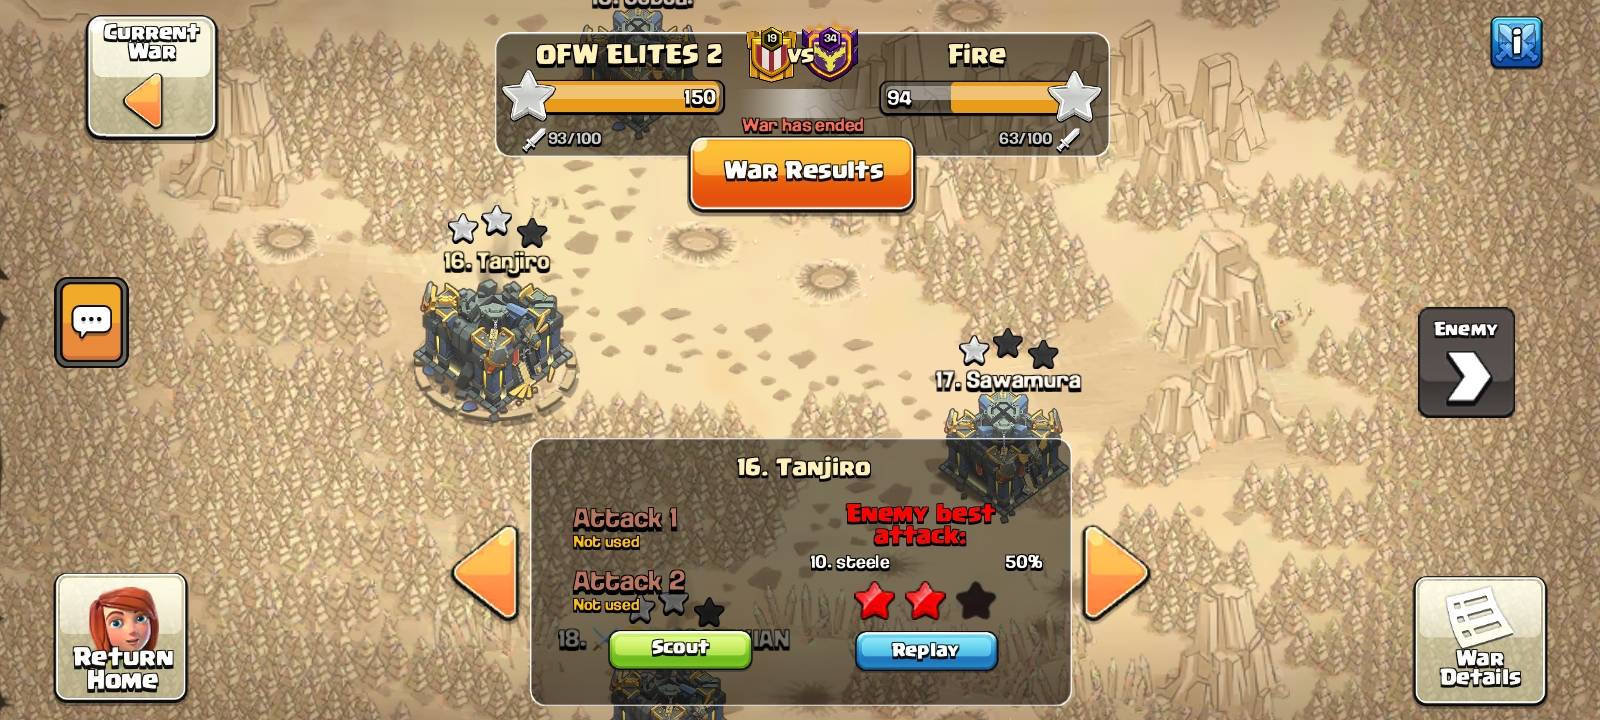 Current
War
OFW ELITES 2
19
vs
34
Fire
150
94
93/100
War has ended
63/100
War Results
16. Tanjiro
17. Sawamura
Enemy
16. Tanjiro
Attack 1
Not used
Attack 2
Not used
Enemy best
attack:
10. steele
50%
18.
IAN
Scout
Replay
Return
Home
War
Details